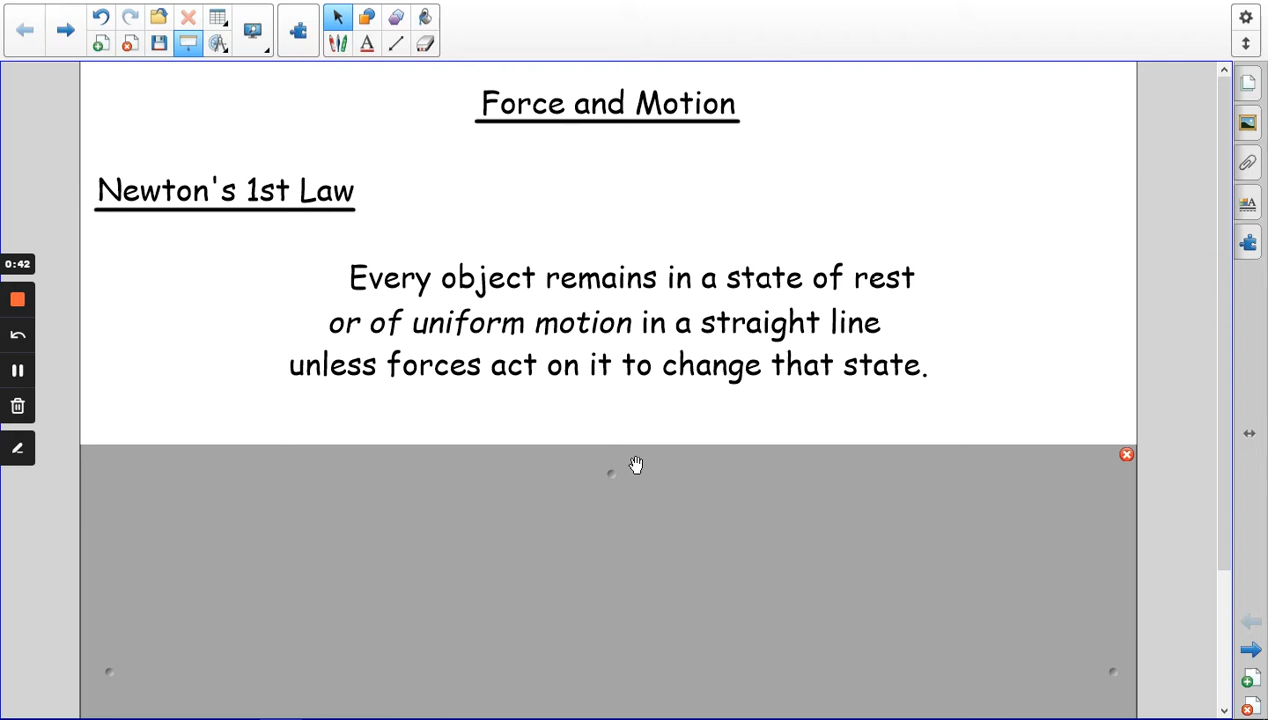 Force and Motion
Newton's 1st Law
0:42
Every object remains in a state of rest
or of uniform motion in a straight line
unless forces act on it to change that state.